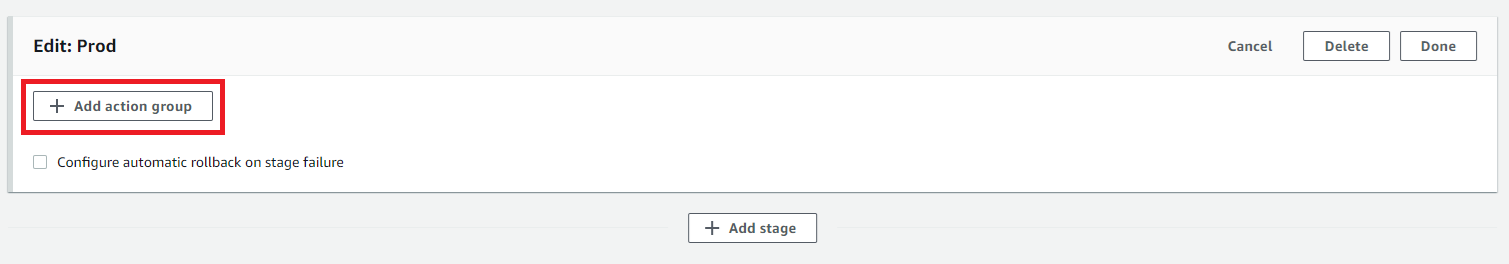 Edit: Prod
Cancel
Delete
Done
Add action group
Configure automatic rollback on stage failure
Add stage